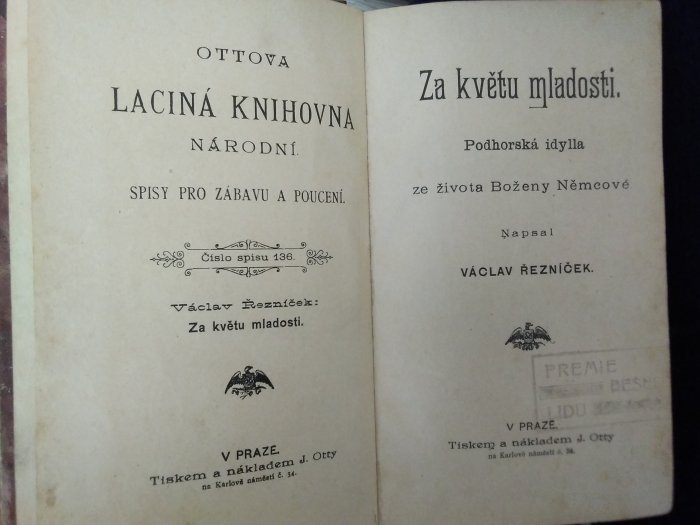 OTTOVA
LACINÁ KNIHOVNA
NÁRODNÍ.
SPISY PRO ZÁBAVU A POUČENÍ.
Číslo spisu 136.
Václav Řezníček:
Za květu mladosti.
V PRAZE.
Tiskem a nákladem J. Otty
na Karlově náměstí č. 34.
Za květu mladosti.
Podhorská idylla
ze života Boženy Němcové
Napsal
VÁCLAV ŘEZNÍČEK.
PREMIE
LIDU
V PRAZE.
Tiskem a nákladem J. Otty
na Karlově náměstí č. 34.